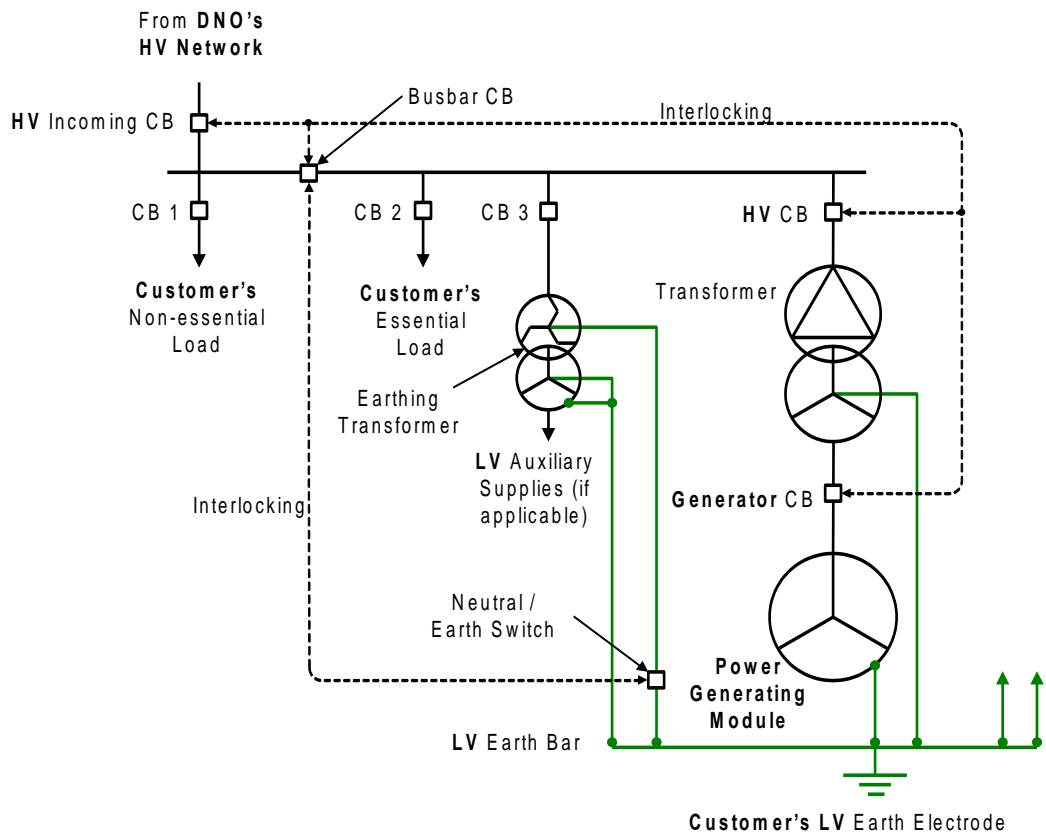 From DNO's
HV Network
Busbar CB
HV Incoming CB
Interlocking
CB 1
CB 2
CB 3
HV CB
Customer's
Non-essential
Load
Customer's
Essential
Load
Transformer
Earthing
Transformer
LV Auxiliary
Supplies (if
applicable)
Interlocking
Generator CB
Neutral /
Earth Switch
Power
Generating
Module
LV Earth Bar
Customer's LV Earth Electrode